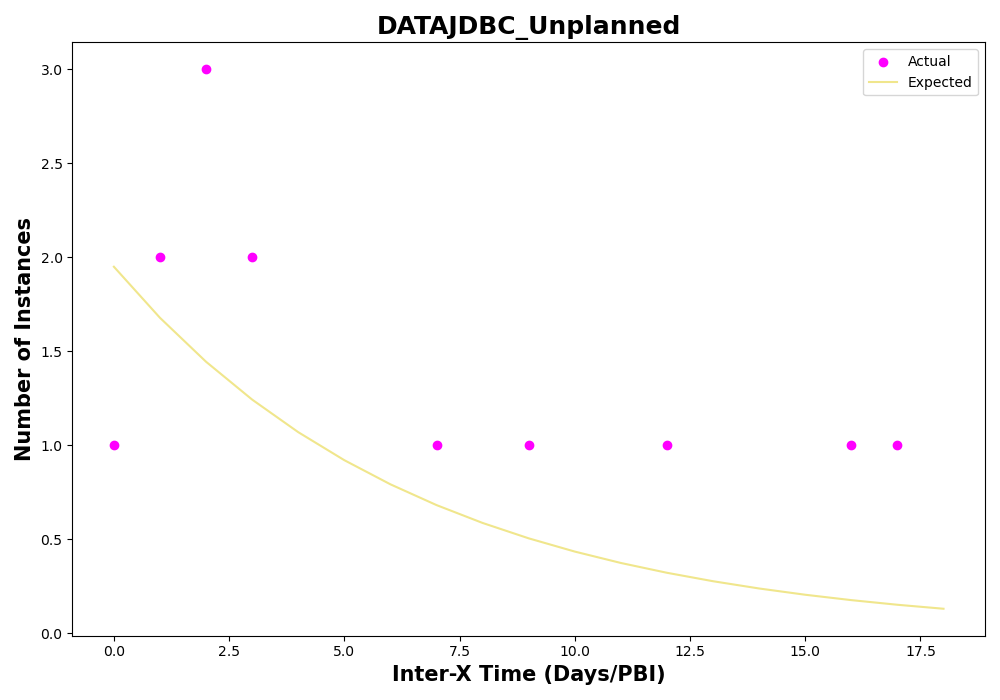 DATAJDBC_Unplanned
Actual
Expected
Number of Instances
3.0
2.5
2.0
1.5
1.0
0.5
0.0
0.0 2.5 5.0 7.5 10.0 12.5 15.0 17.5
Inter-X Time (Days/PBI)